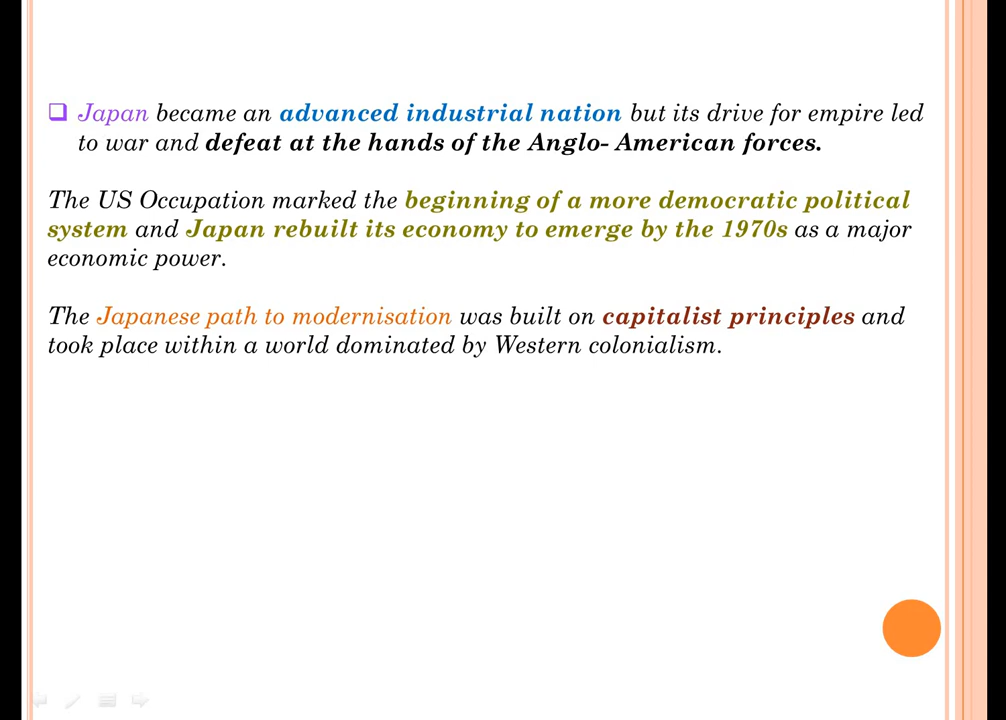 Japan became an advanced industrial nation but its drive for empire led
to war and defeat at the hands of the Anglo- American forces.
The US Occupation marked the beginning of a more democratic political
system and Japan rebuilt its economy to emerge by the 1970s as a major
economic power.
The Japanese path to modernisation was built on capitalist principles and
took place within a world dominated by Western colonialism.